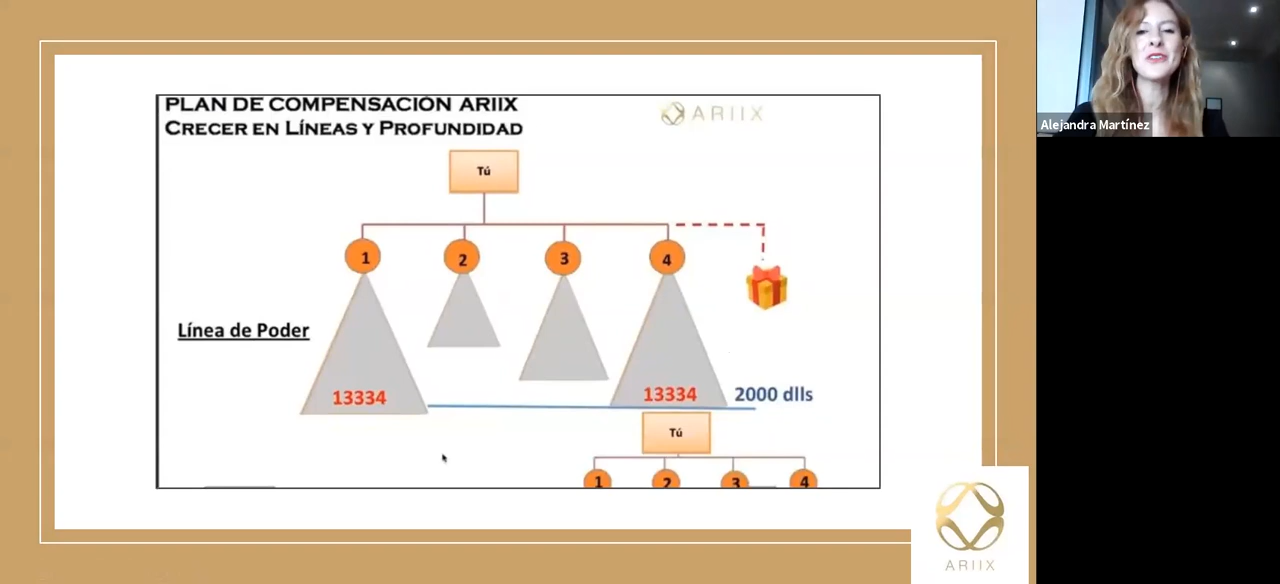 PLAN DE COMPENSACIÓN ARIIX
CRECER EN LÍNEAS Y PROFUNDIDAD
ARIIX
Tú
1
2
3
4
Línea de Poder
13334
13334
2000 dlls
Tú
1
2
3
4
ARIIX
Alejandra Martínez